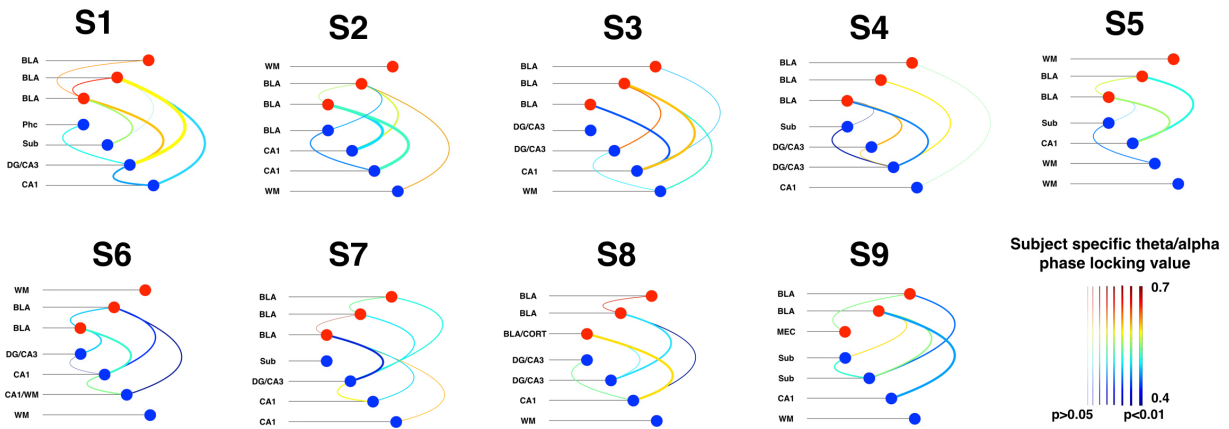 S1
BLA
BLA
BLA
Phc
Sub
DG/CA3
CA1
S2
WM
BLA
BLA
BLA
CA1
CA1
WM
S3
BLA
BLA
BLA
DG/CA3
DG/CA3
CA1
WM
S4
BLA
BLA
BLA
Sub
DG/CA3
DG/CA3
CA1
S5
WM
BLA
BLA
Sub
CA1
WM
WM
S6
WM
BLA
BLA
DG/CA3
CA1
CA1/WM
WM
S7
BLA
BLA
BLA
Sub
DG/CA3
CA1
CA1
S8
BLA
BLA
BLA/CORT
DG/CA3
DG/CA3
CA1
WM
S9
BLA
BLA
MEC
Sub
Sub
CA1
WM
Subject specific theta/alpha
phase locking value
0.7
0.4
p>0.05 p<0.01